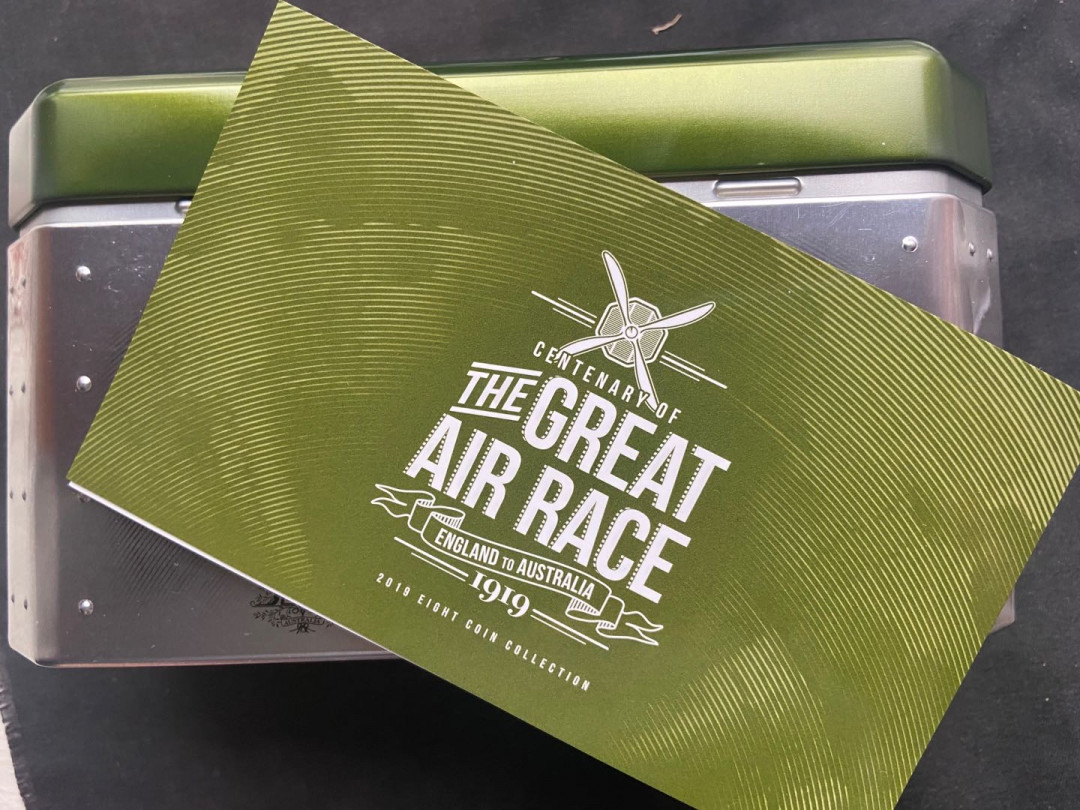 CENTENARY OF
THE GREAT
AIR RACE
ENGLAND TO AUSTRALIA
1919
2019 EIGHT COIN COLLECTION